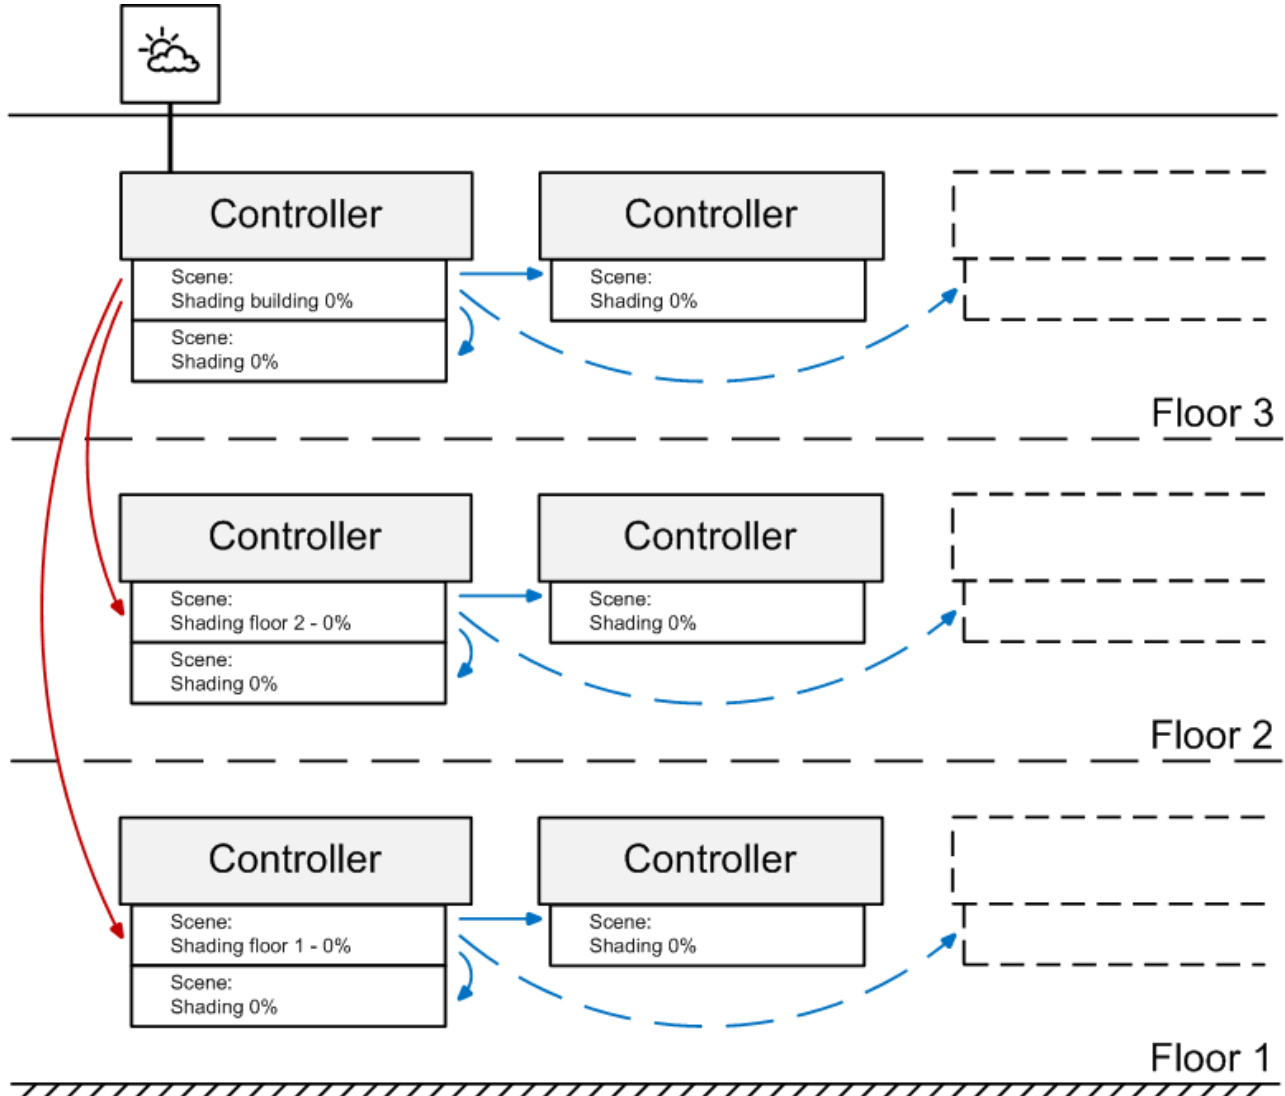 Controller
Scene:
Shading building 0%
Scene:
Shading 0%
Controller
Scene:
Shading 0%
Floor 3
Controller
Scene:
Shading floor 2 - 0%
Scene:
Shading 0%
Controller
Scene:
Shading 0%
Floor 2
Controller
Scene:
Shading floor 1 - 0%
Scene:
Shading 0%
Controller
Scene:
Shading 0%
Floor 1